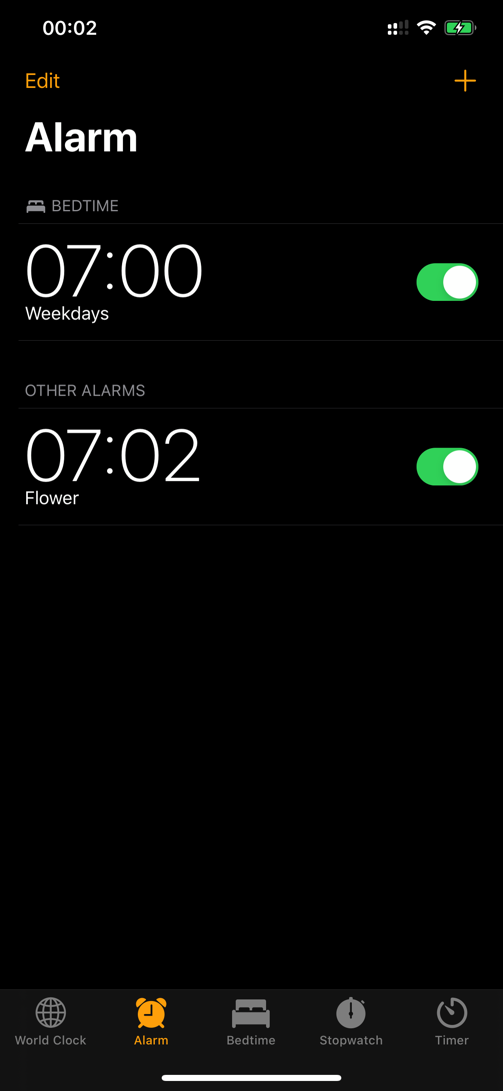 00:02
Edit
Alarm
BEDTIME
07:00
Weekdays
OTHER ALARMS
07:02
Flower
World Clock Alarm Bedtime Stopwatch Timer